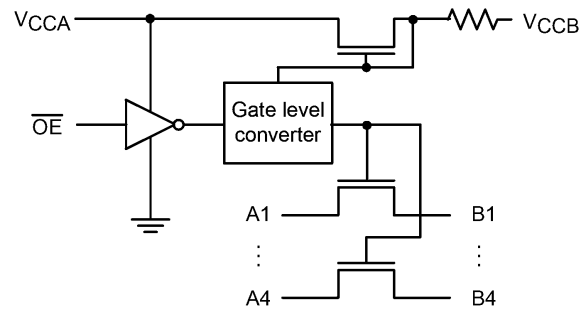 VCCA
VCCB
OE
Gate level
converter
A1
B1
A4
B4